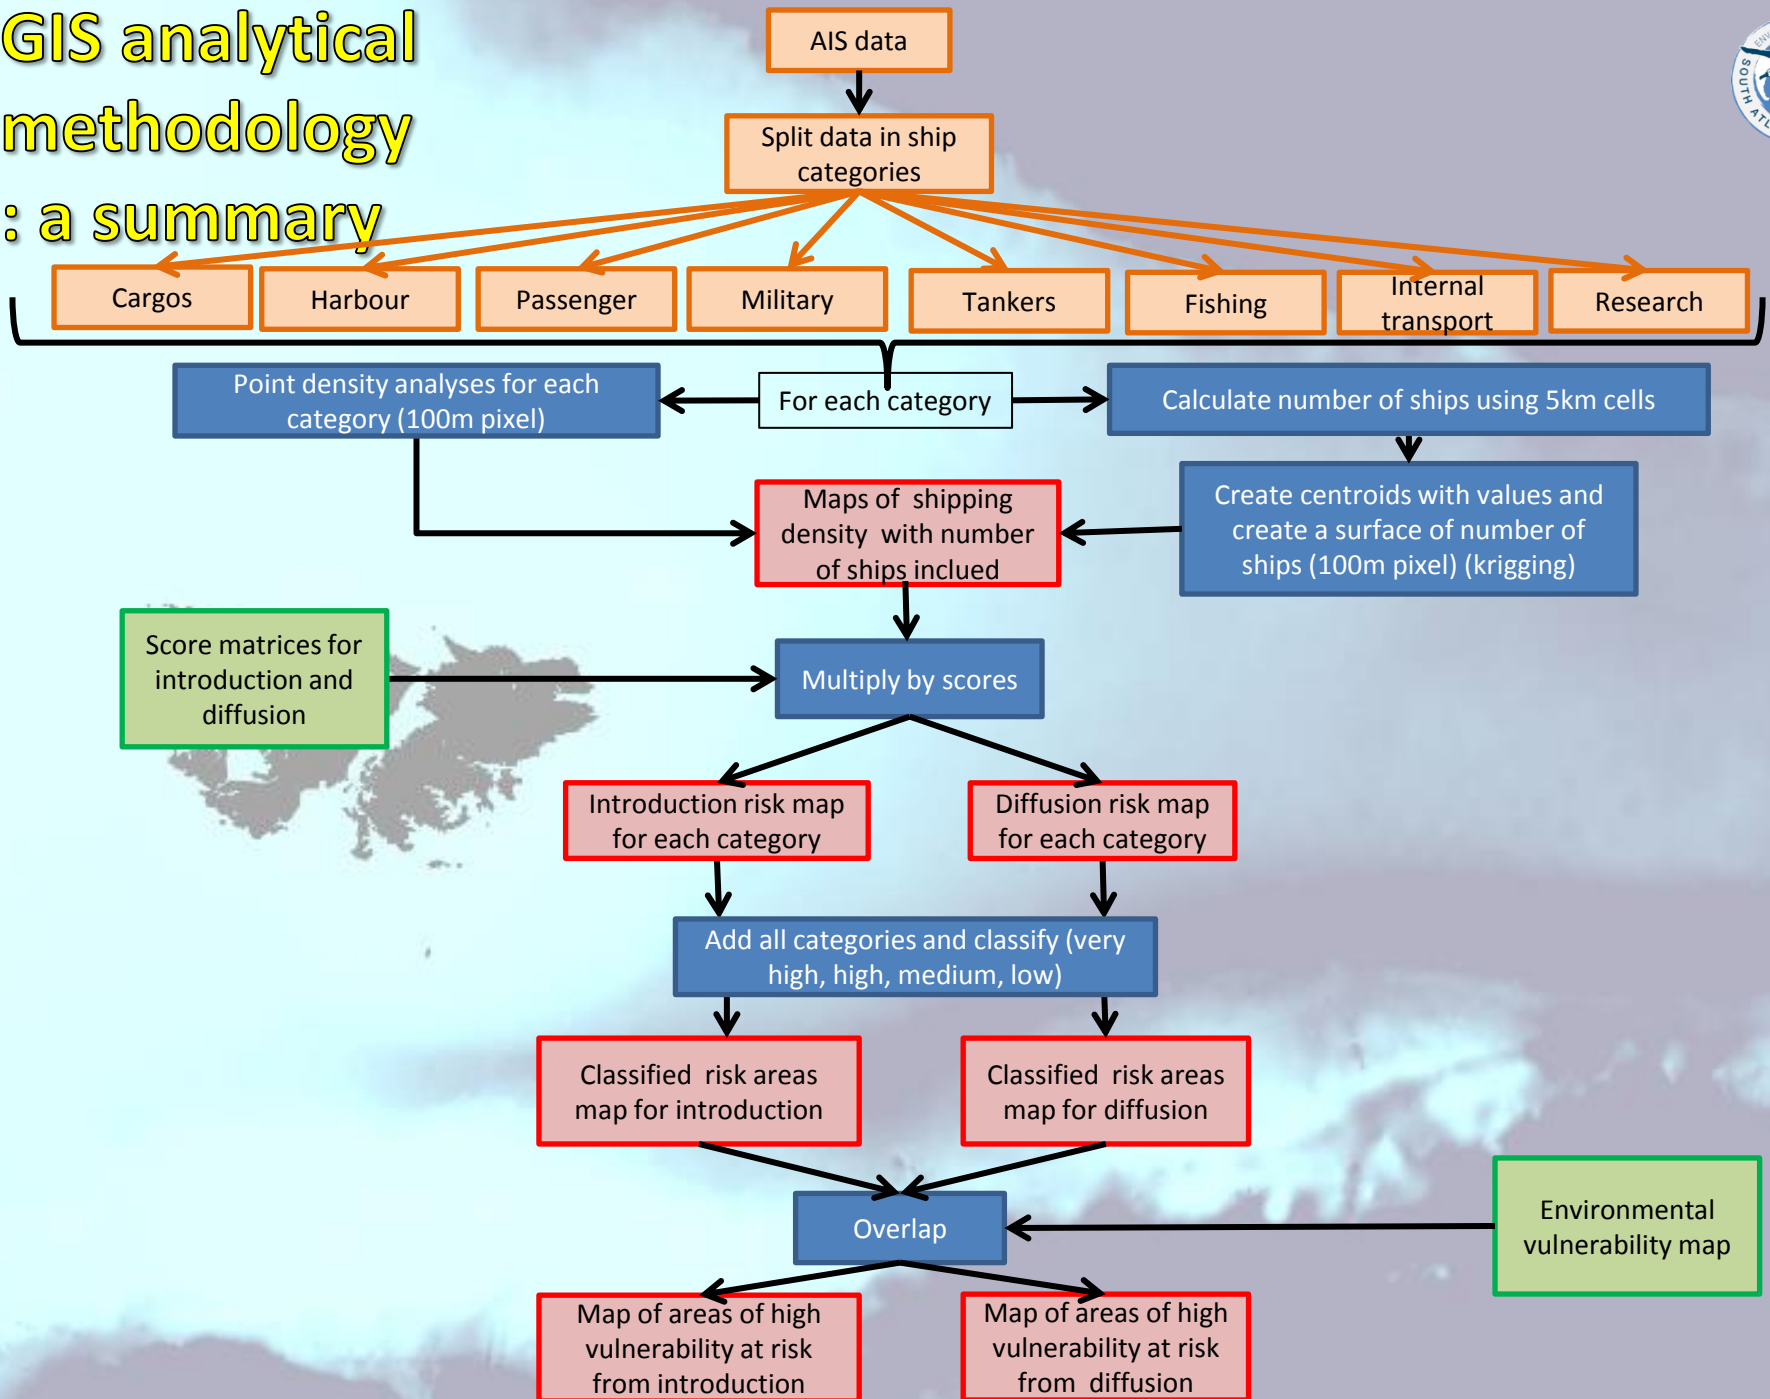 GIS analytical
methodology
: a summary
AIS data
Split data in ship
categories
Cargos
Harbour
Passenger
Military
Tankers
Fishing
Internal
transport
Research
Point density analyses for each
category (100m pixel)
For each category
Calculate number of ships using 5km cells
Maps of shipping
density with number
of ships inclued
Create centroids with values and
create a surface of number of
ships (100m pixel) (krigging)
Score matrices for
introduction and
diffusion
Multiply by scores
Introduction risk map
for each category
Diffusion risk map
for each category
Add all categories and classify (very
high, high, medium, low)
Classified risk areas
map for introduction
Classified risk areas
map for diffusion
Overlap
Environmental
vulnerability map
Map of areas of high
vulnerability at risk
from introduction
Map of areas of high
vulnerability at risk
from diffusion
SOUTH